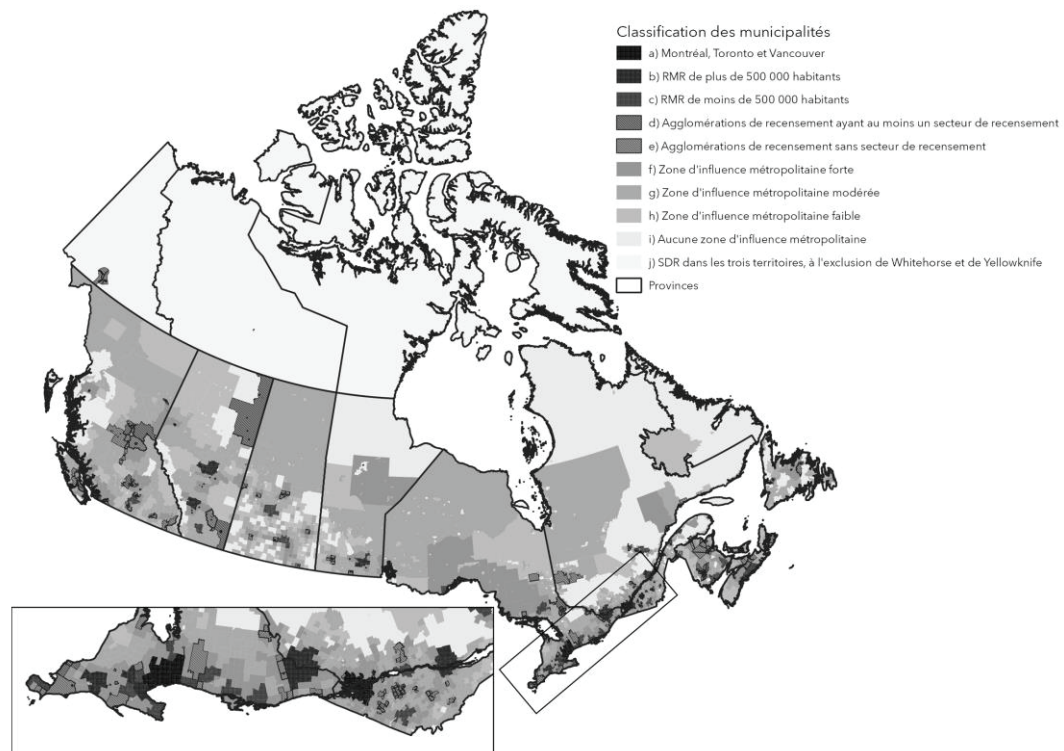 Classification des municipalités
a) Montréal, Toronto et Vancouver
b) RMR de plus de 500 000 habitants
c) RMR de moins de 500 000 habitants
d) Agglomérations de recensement ayant au moins un secteur de recensement
e) Agglomérations de recensement sans secteur de recensement
f) Zone d'influence métropolitaine forte
g) Zone d'influence métropolitaine modérée
h) Zone d'influence métropolitaine faible
i) Aucune zone d'influence métropolitaine
j) SDR dans les trois territoires, à l'exclusion de Whitehorse et de Yellowknife
Provinces